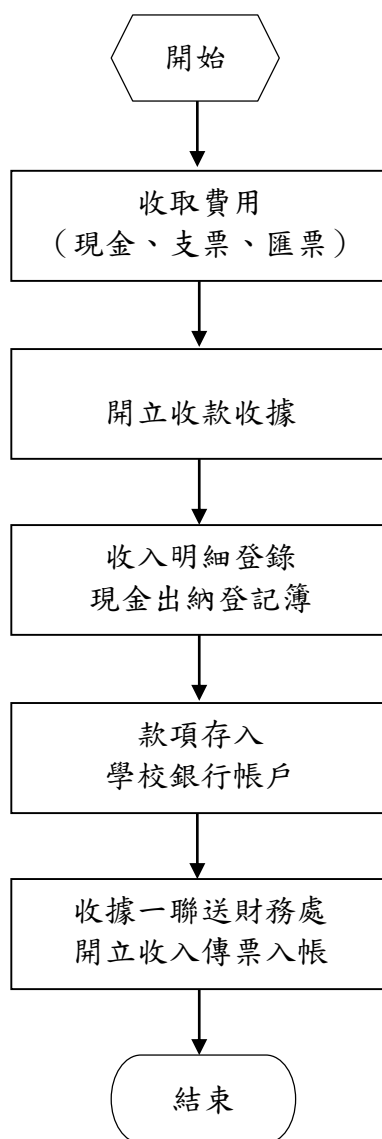 開始
收取費用
（現金、支票、匯票）
開立收款收據
收入明細登錄
現金出納登記簿
款項存入
學校銀行帳戶
收據一聯送財務處
開立收入傳票入帳
結束